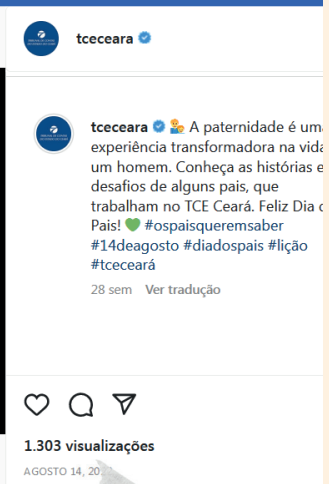 tceceara
tceceara A paternidade é uma
experiência transformadora na vida
um homem. Conheça as histórias e
desafios de alguns pais, que
trabalham no TCE Ceará. Feliz Dia d
Pais! 💚 #ospaisqueremsaber
#14deagosto #diadospais #lição
#tceceará
28 sem Ver tradução
1.303 visualizações
AGOSTO 14,